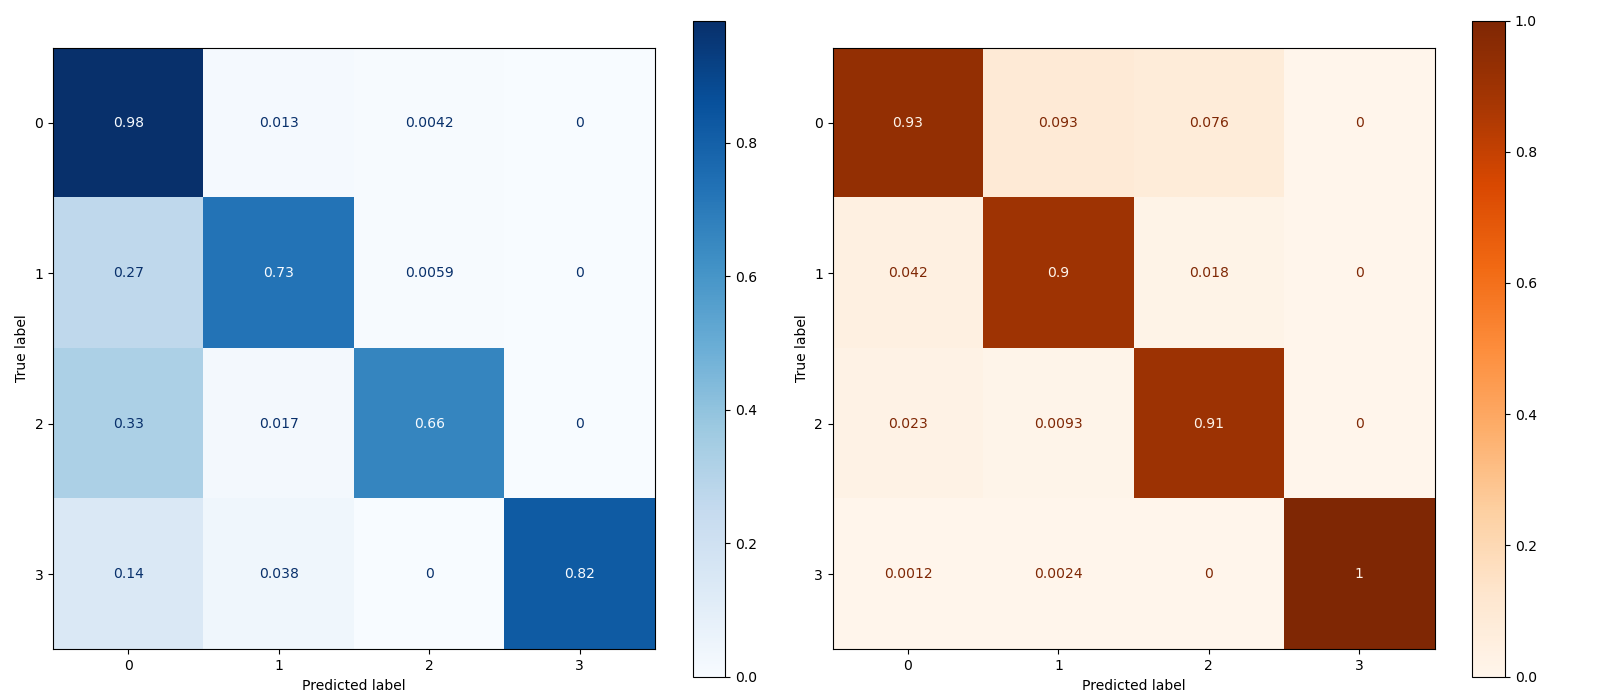 0 0.98 0.013 0.0042 0
1 0.27 0.73 0.0059 0
2 0.33 0.017 0.66 0
3 0.14 0.038 0 0.82
0 1 2 3
True label
Predicted label
0.8
0.6
0.4
0.2
0.0
0 0.93 0.093 0.076 0
1 0.042 0.9 0.018 0
2 0.023 0.0093 0.91 0
3 0.0012 0.0024 0 1
0 1 2 3
True label
Predicted label
1.0
0.8
0.6
0.4
0.2
0.0